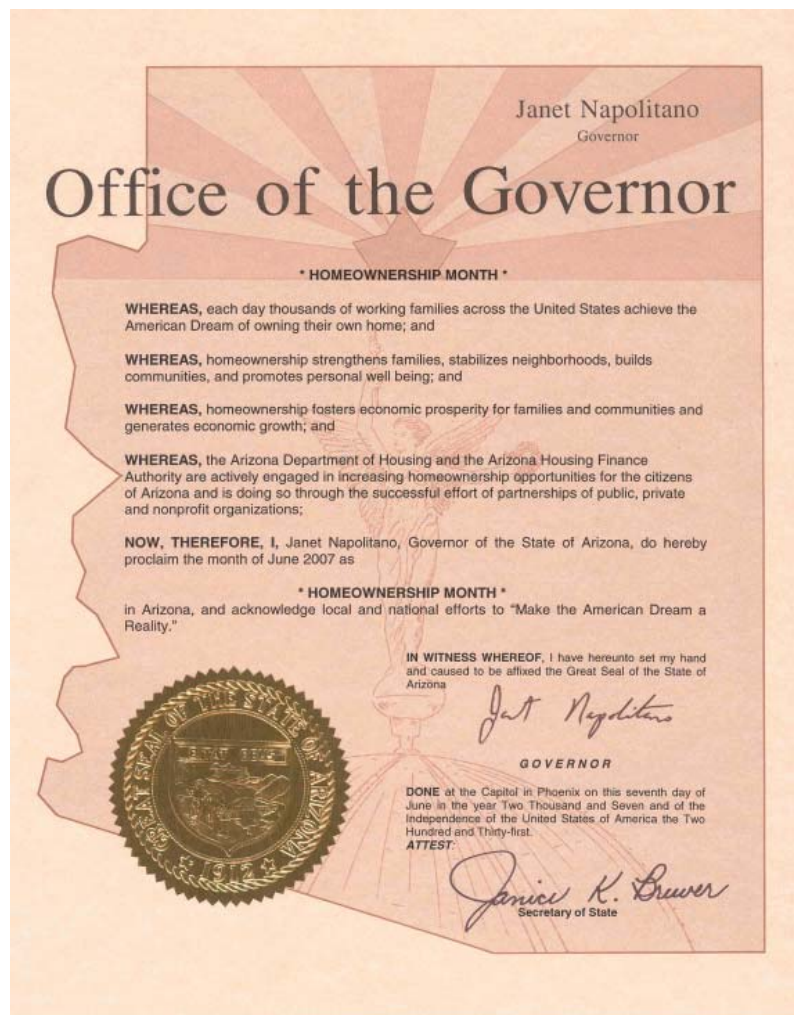 Janet Napolitano
Governor
Office of the Governor
* HOMEOWNERSHIP MONTH *
WHEREAS, each day thousands of working families across the United States achieve the
American Dream of owning their own home; and
WHEREAS, homeownership strengthens families, stabilizes neighborhoods, builds
communities, and promotes personal well being; and
WHEREAS, homeownership fosters economic prosperity for families and communities and
generates economic growth; and
WHEREAS, the Arizona Department of Housing and the Arizona Housing Finance
Authority are actively engaged in increasing homeownership opportunities for the citizens
of Arizona and is doing so through the successful effort of partnerships of public, private
and nonprofit organizations;
NOW, THEREFORE, I, Janet Napolitano, Governor of the State of Arizona, do hereby
proclaim the month of June 2007 as
* HOMEOWNERSHIP MONTH *
in Arizona, and acknowledge local and national efforts to “Make the American Dream a
Reality.”
IN WITNESS WHEREOF, I have hereunto set my hand
and caused to be affixed the Great Seal of the State of
Arizona
Janet Napolitano
GOVERNOR
DONE at the Capitol in Phoenix on this seventh day of
June in the year Two Thousand and Seven and of the
Independence of the United States of America the Two
Hundred and Thirty-first.
ATTEST:
Janice K. Brewer
Secretary of State
GREAT SEAL OF THE STATE OF ARIZONA
DITAT DEUS
1912